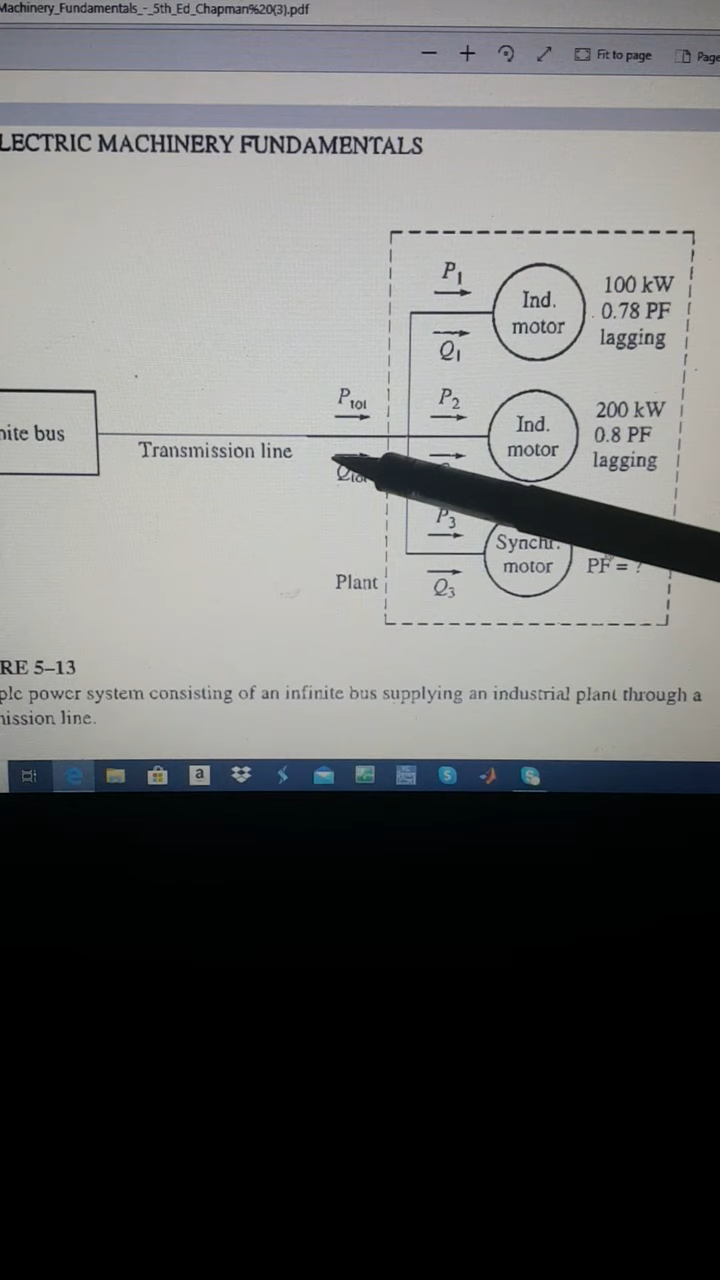 Machinery_Fundamentals_-_5th_Ed_Chapman%20(3).pdf
Fit to page
Page
LECTRIC MACHINERY FUNDAMENTALS
P1
Ind.
motor
100 kW
0.78 PF
lagging
Q1
Ptot
P2
Ind.
motor
200 kW
0.8 PF
lagging
nite bus
Transmission line
Qtot
P3
Synchr.
motor
PF = ?
Plant
Q3
RE 5–13
ple power system consisting of an infinite bus supplying an industrial plant through a
nission line.
a
S